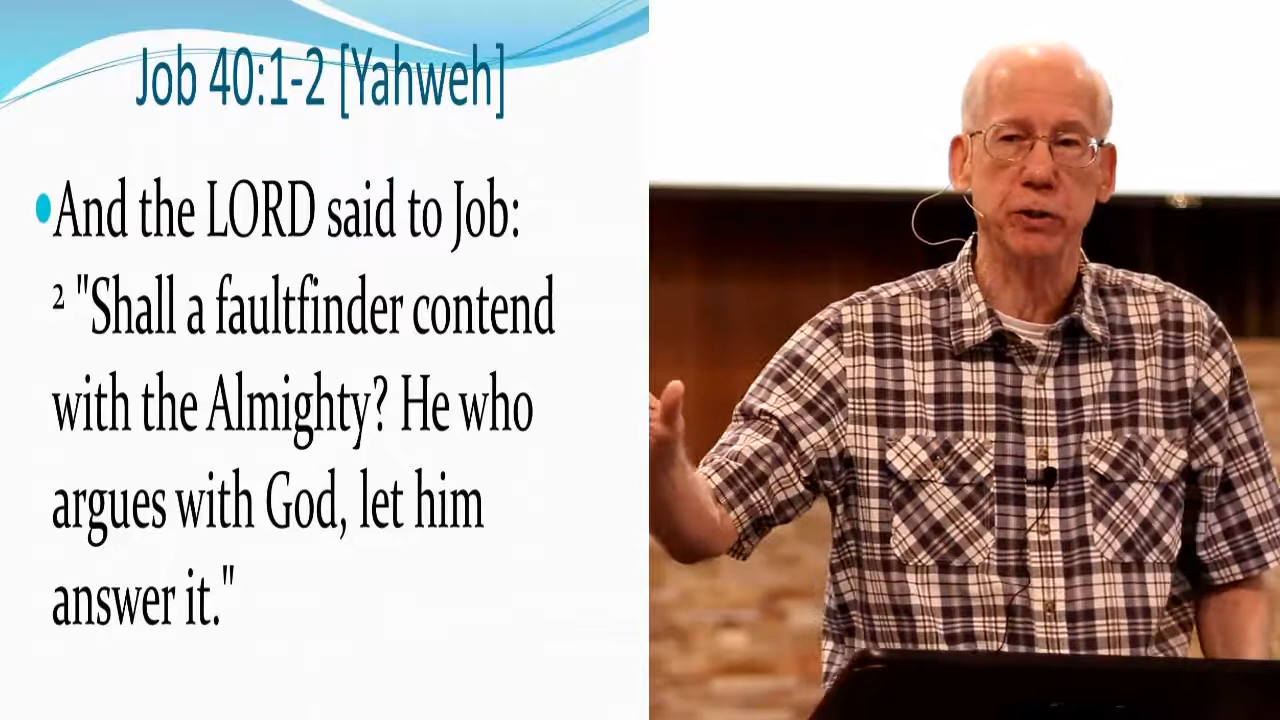 Job 40:1-2 [Yahweh]
•And the LORD said to Job:
² "Shall a faultfinder contend
with the Almighty? He who
argues with God, let him
answer it."